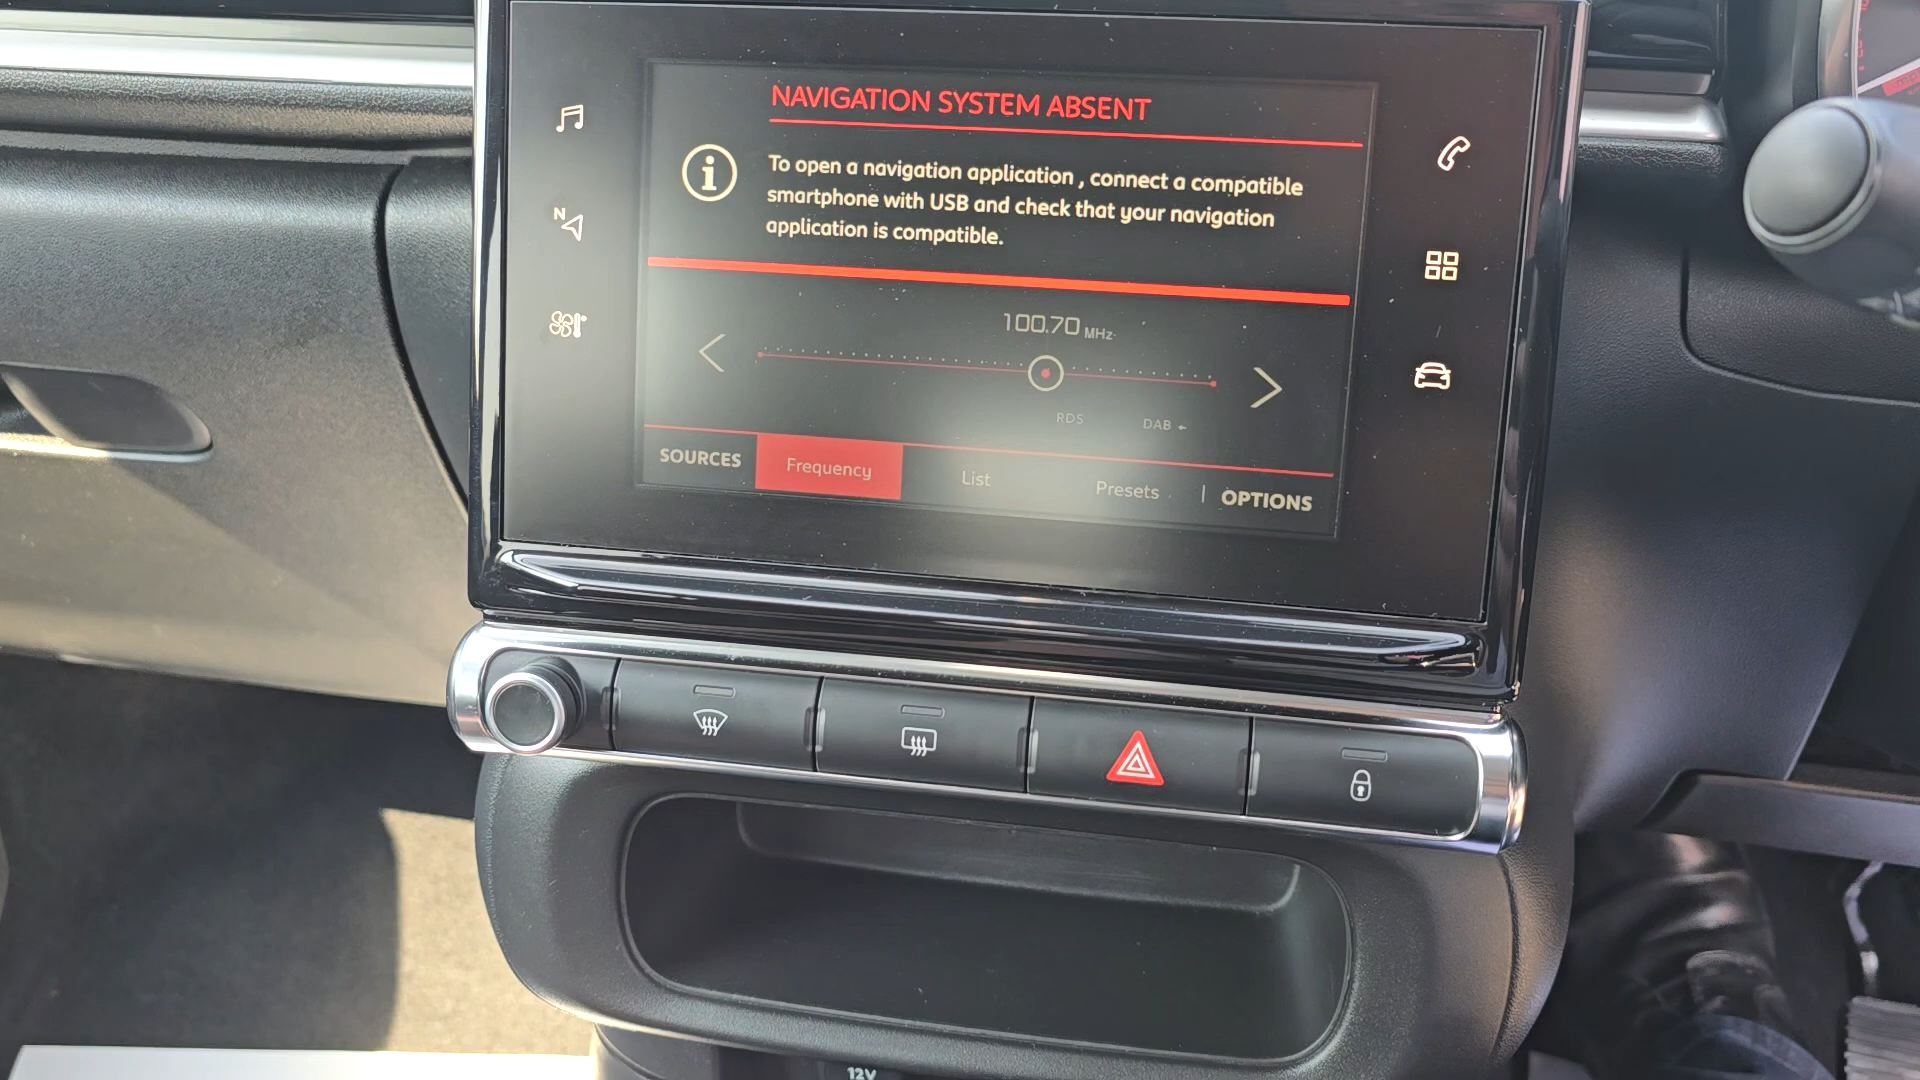 NAVIGATION SYSTEM ABSENT
To open a navigation application , connect a compatible
smartphone with USB and check that your navigation
application is compatible.
N
100.70 MHz
RDS DAB
SOURCES Frequency List Presets OPTIONS
12V